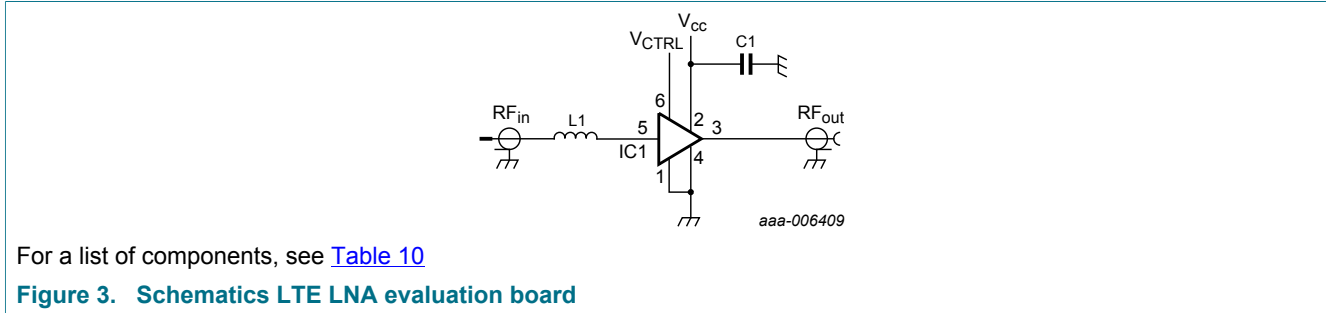 Vcc
VCTRL
C1
6
RFin
L1
5
2
3
RFout
IC1
4
1
aaa-006409
For a list of components, see Table 10
Figure 3. Schematics LTE LNA evaluation board